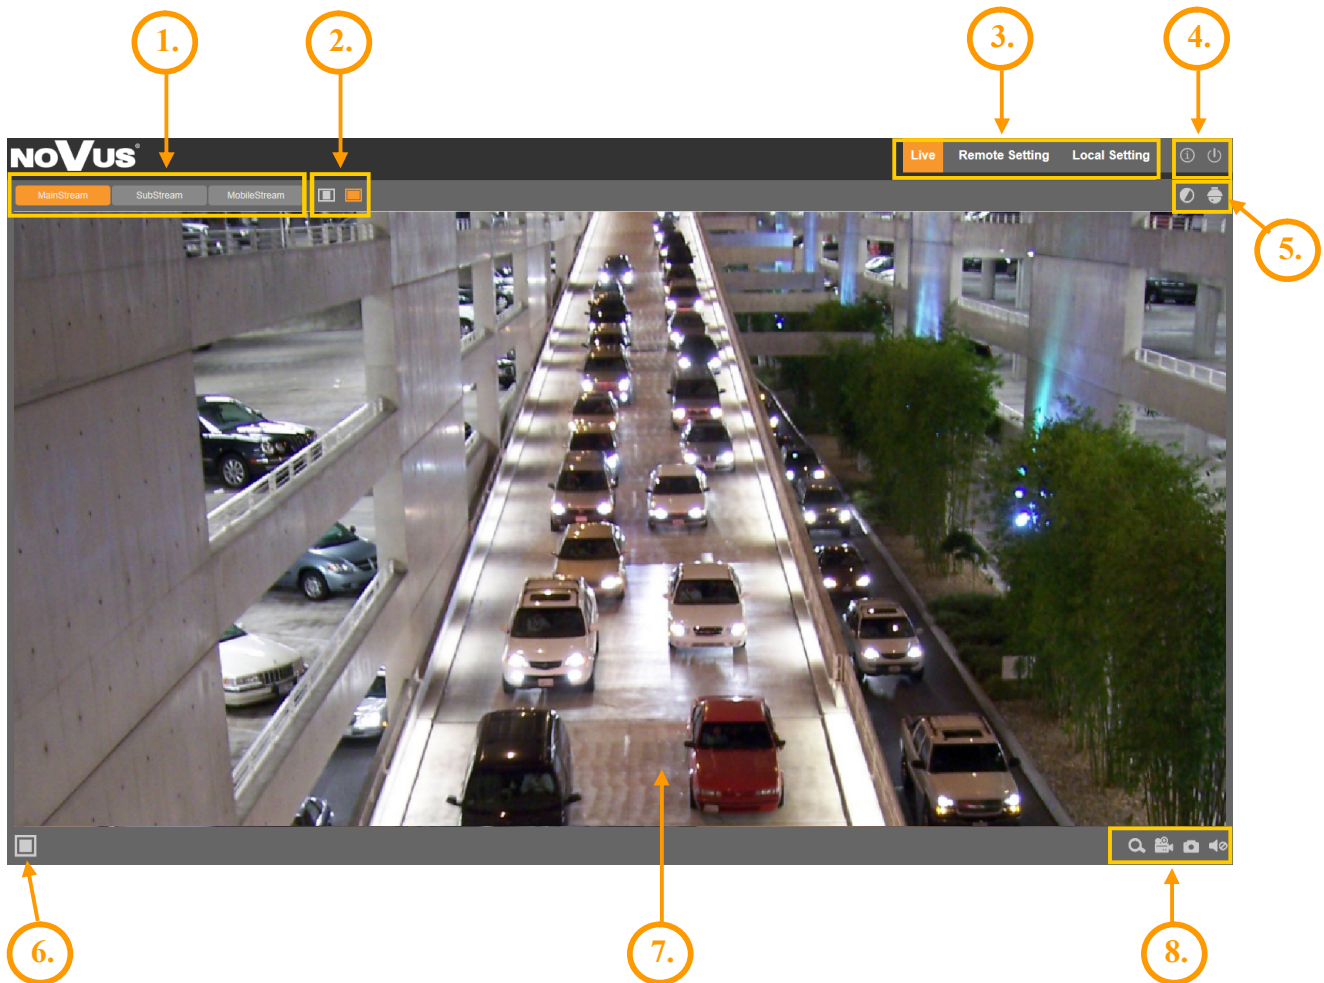 1.
2.
3.
4.
NOVUS®
Live Remote Setting Local Setting
MainStream SubStream MobileStream
5.
6.
7.
8.